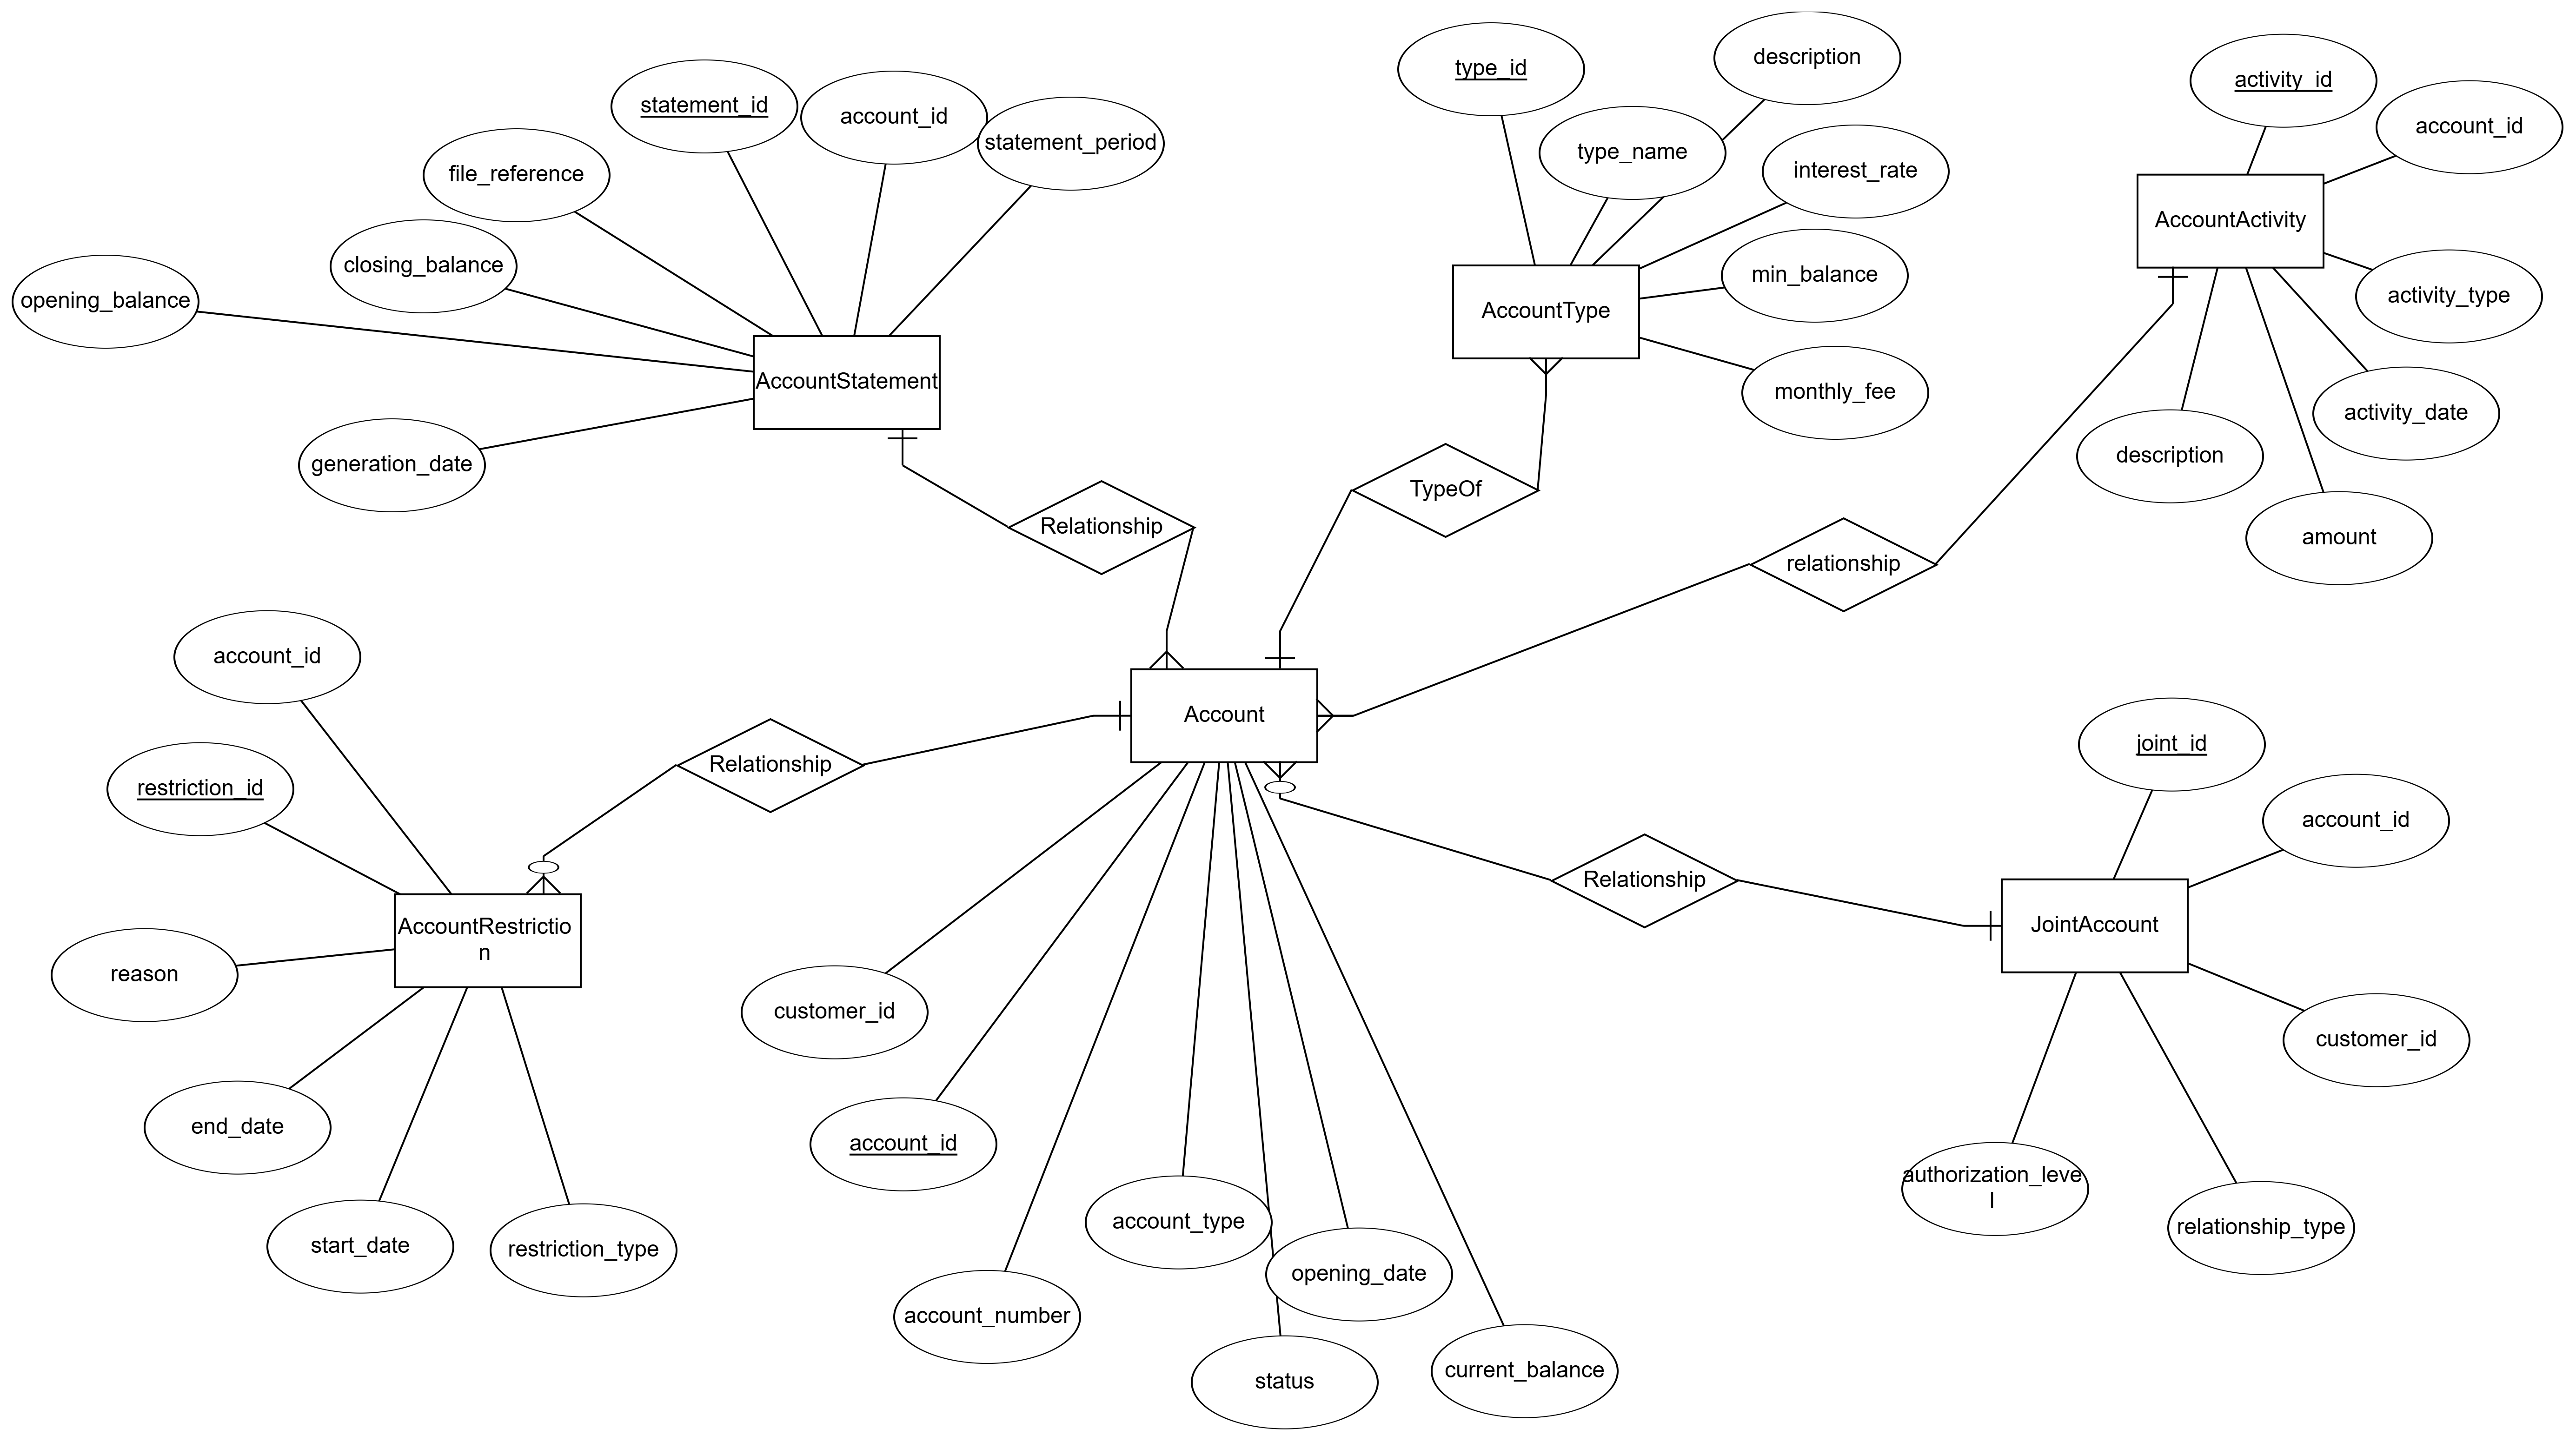 description
type_id
activity_id
statement_id
account_id
account_id
statement_period
type_name
file_reference
interest_rate
AccountActivity
closing_balance
min_balance
activity_type
opening_balance
AccountType
AccountStatement
monthly_fee
activity_date
generation_date
description
TypeOf
Relationship
amount
relationship
account_id
Account
joint_id
Relationship
restriction_id
account_id
Relationship
AccountRestrictio
n
JointAccount
reason
customer_id
customer_id
end_date
account_id
authorization_leve
l
account_type
relationship_type
start_date
restriction_type
opening_date
account_number
current_balance
status